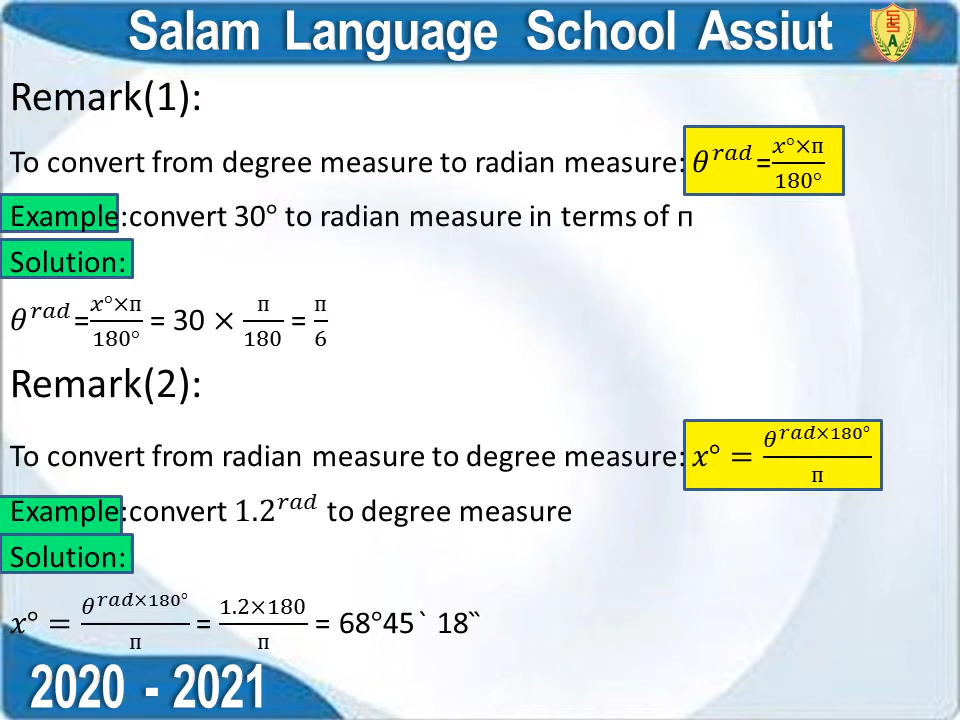 Salam Language School Assiut
Remark(1):
To convert from degree measure to radian measure: θ^rad=(x°×π)/180°
Example:convert 30° to radian measure in terms of π
Solution:
θ^rad=(x°×π)/180° = 30 × π/180 = π/6
Remark(2):
To convert from radian measure to degree measure: x° = θ^(rad×180°)/π
Example:convert 1.2^rad to degree measure
Solution:
x° = θ^(rad×180°)/π = (1.2×180)/π = 68°45` 18``
2020 - 2021